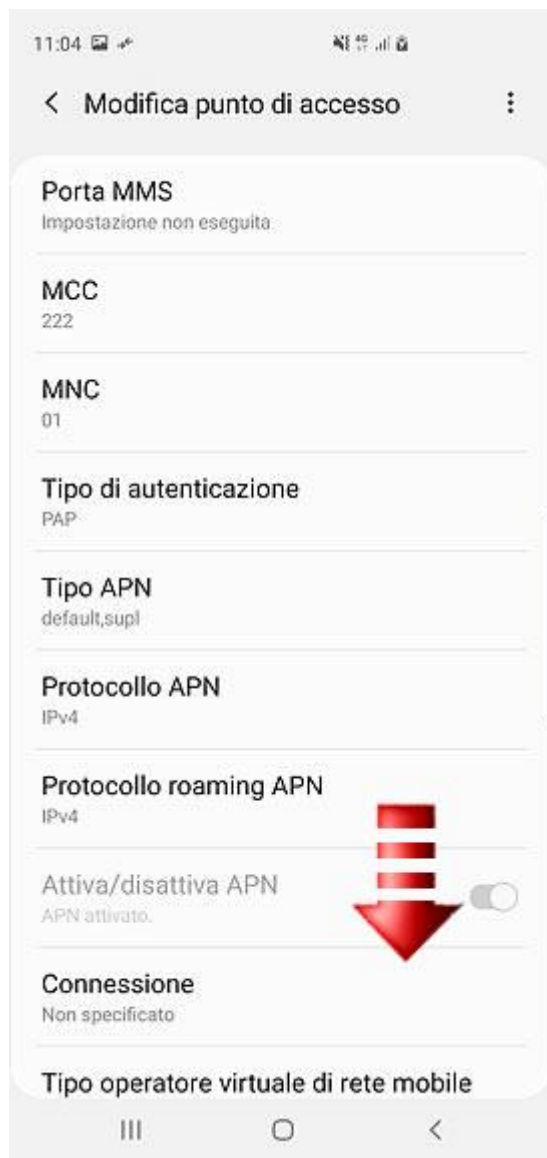 11:04
Modifica punto di accesso
Porta MMS
Impostazione non eseguita
MCC
222
MNC
01
Tipo di autenticazione
PAP
Tipo APN
default,supl
Protocollo APN
IPv4
Protocollo roaming APN
IPv4
Attiva/disattiva APN
APN attivato.
Connessione
Non specificato
Tipo operatore virtuale di rete mobile